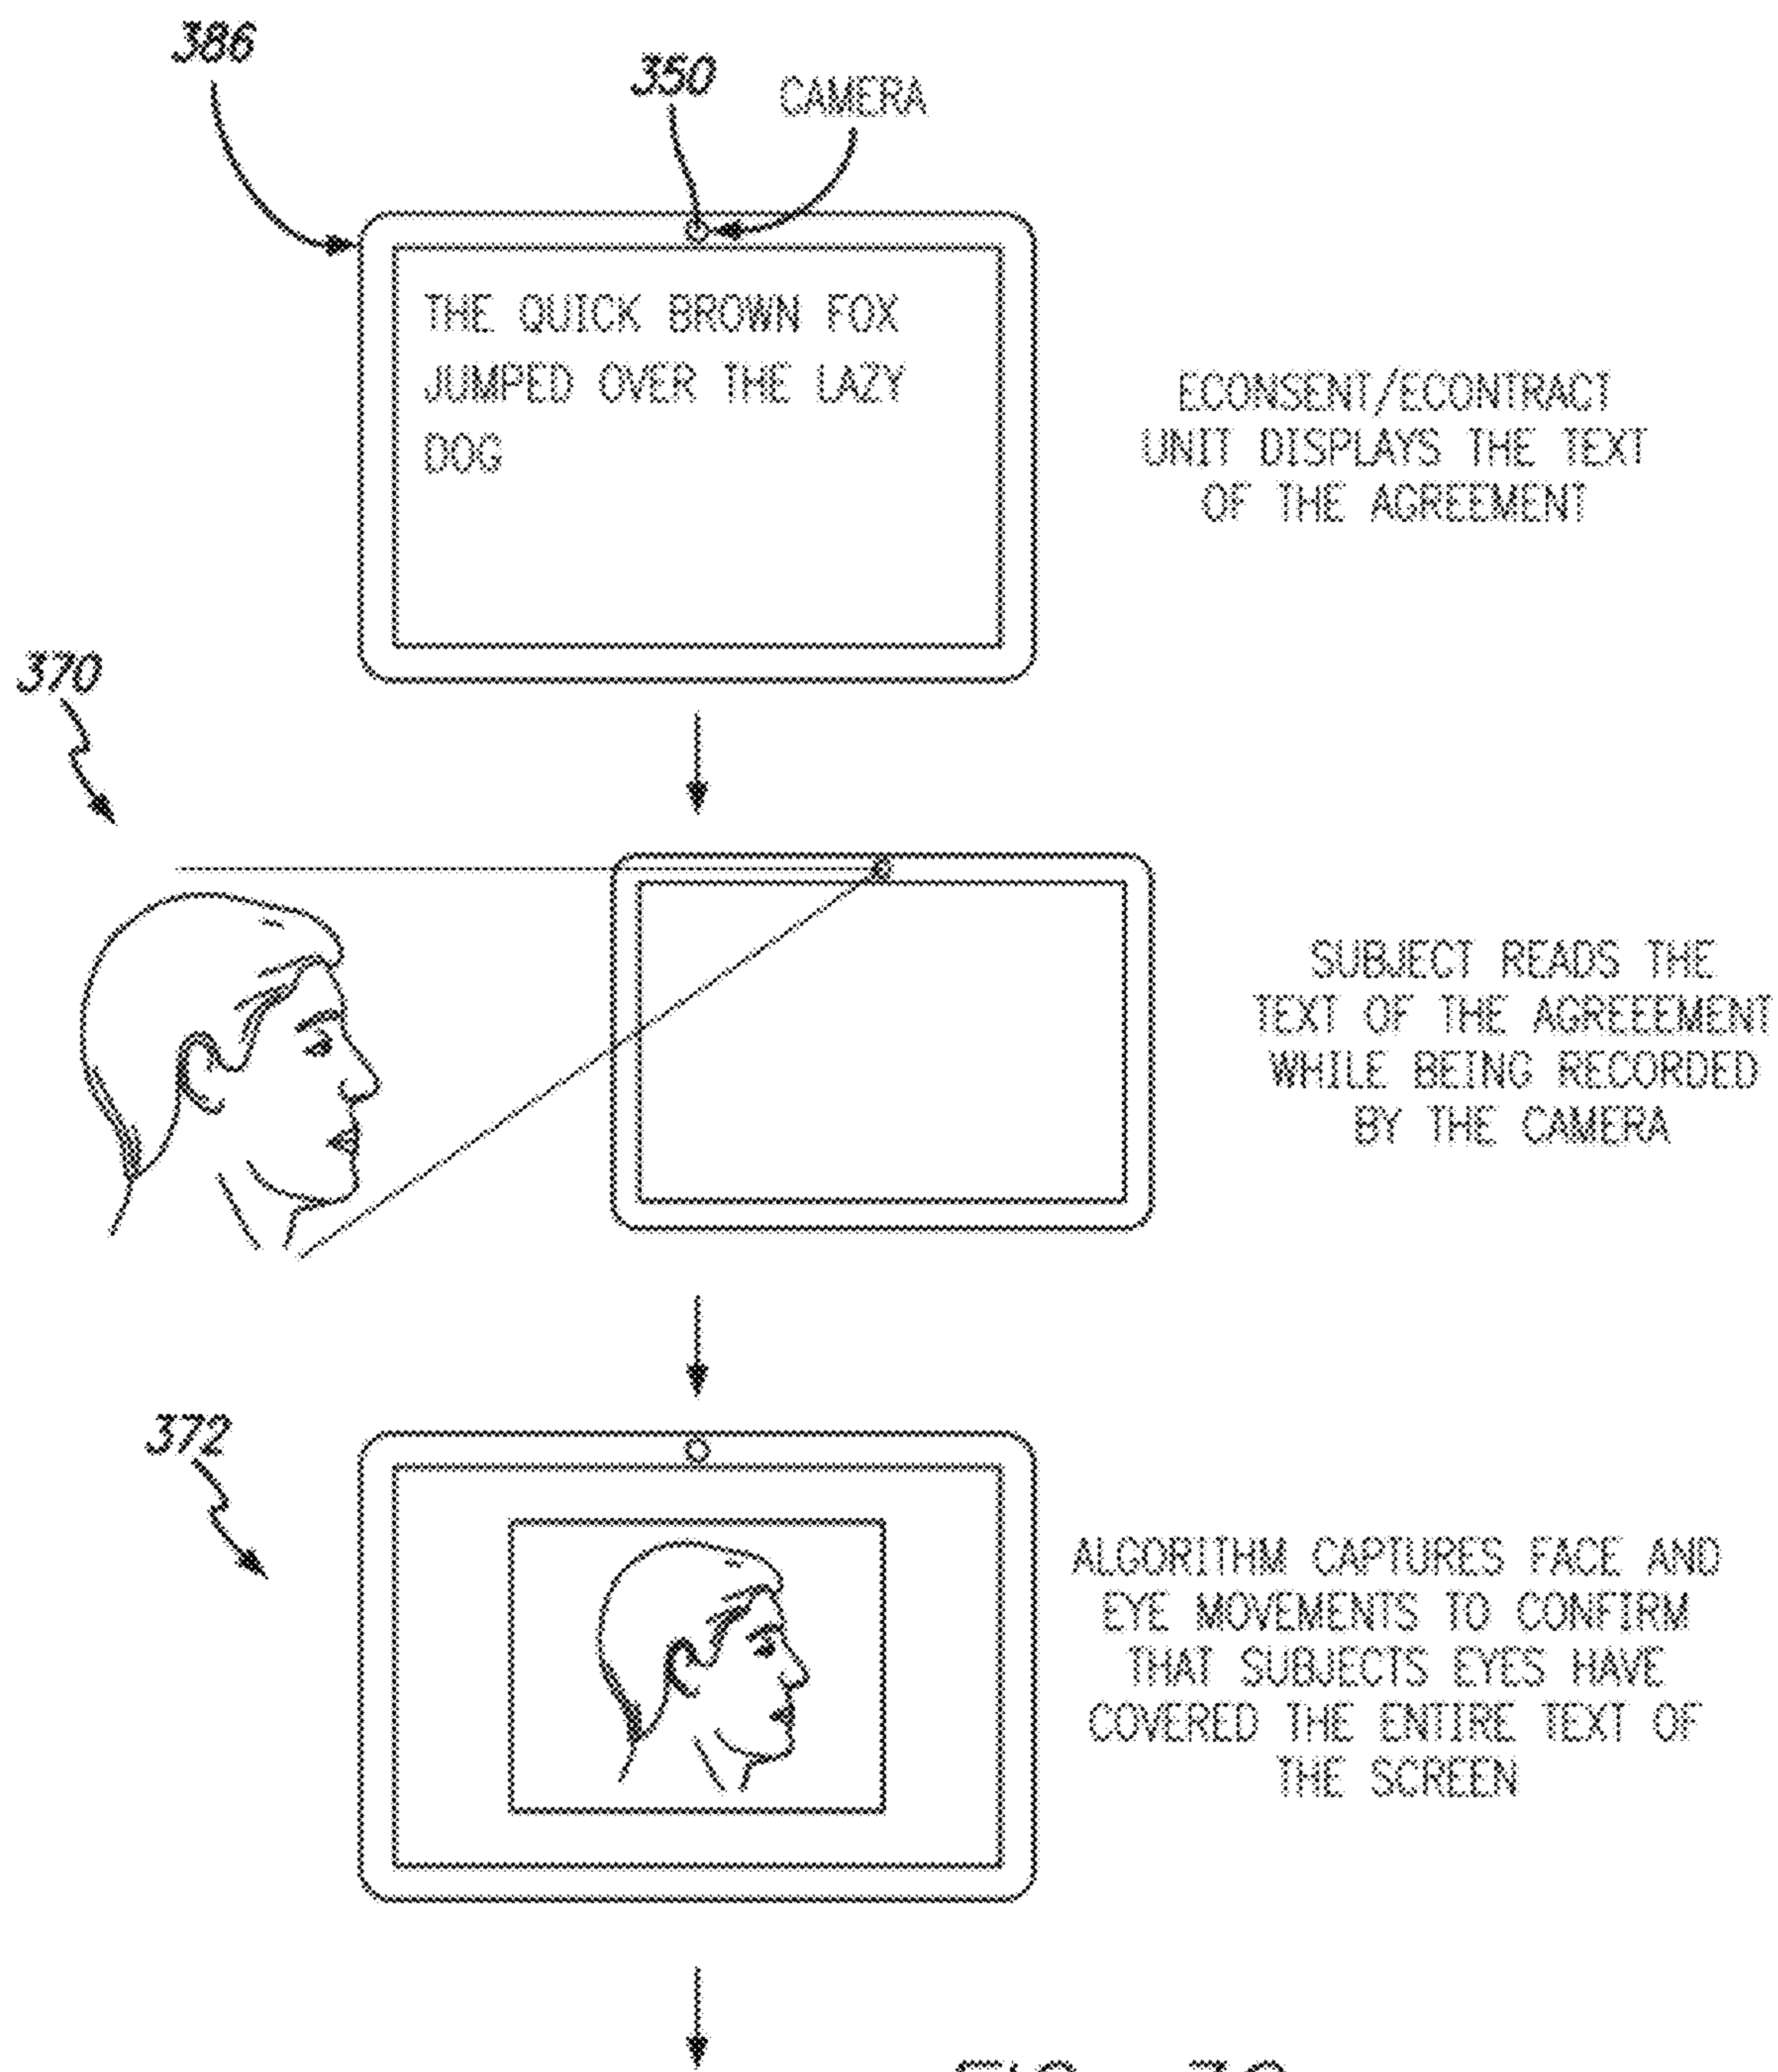 386
350
CAMERA
THE QUICK BROWN FOX
JUMPED OVER THE LAZY
DOG
ECONSENT/ECONTRACT
UNIT DISPLAYS THE TEXT
OF THE AGREEMENT
370
SUBJECT READS THE
TEXT OF THE AGREEEMENT
WHILE BEING RECORDED
BY THE CAMERA
372
ALGORITHM CAPTURES FACE AND
EYE MOVEMENTS TO CONFIRM
THAT SUBJECTS EYES HAVE
COVERED THE ENTIRE TEXT OF
THE SCREEN